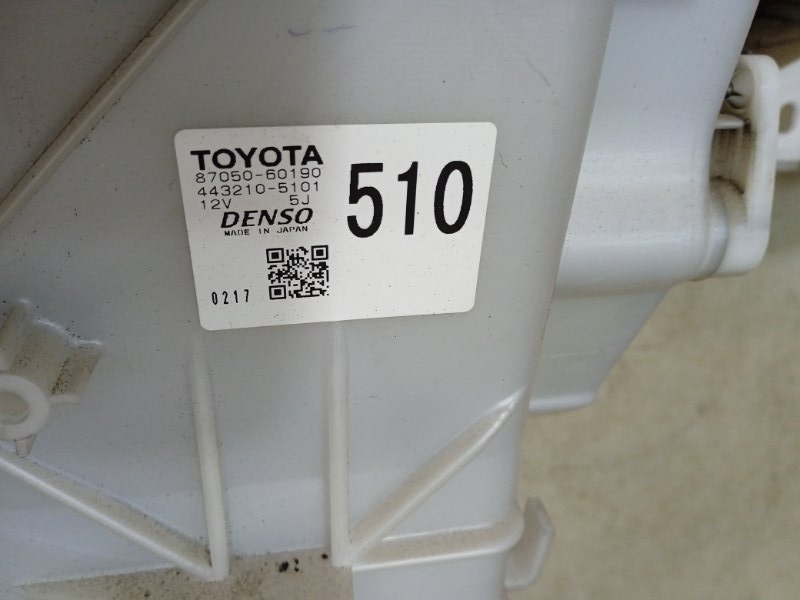 TOYOTA
87050-60190
443210-5101
12V 5J
DENSO
MADE IN JAPAN
510
0217